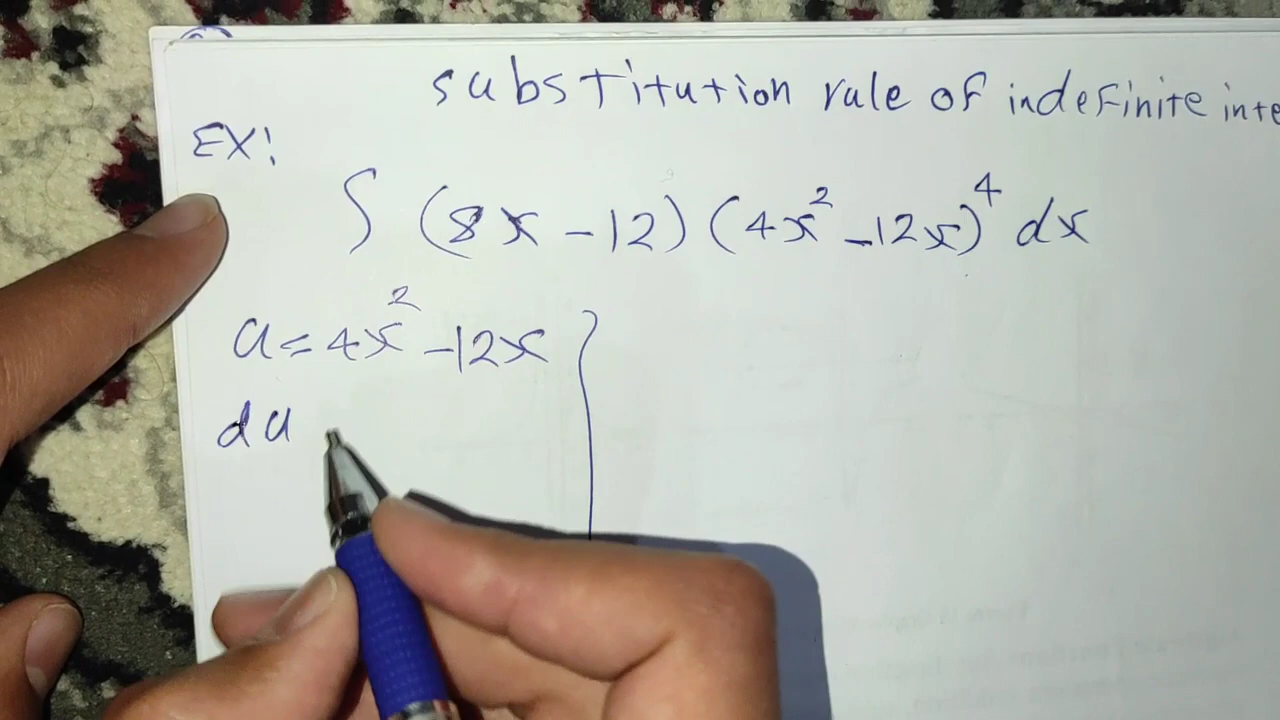 substitution rule of indefinite inte
EX!
∫ (8x - 12) (4x² - 12x)⁴ dx
u = 4x² - 12x
du